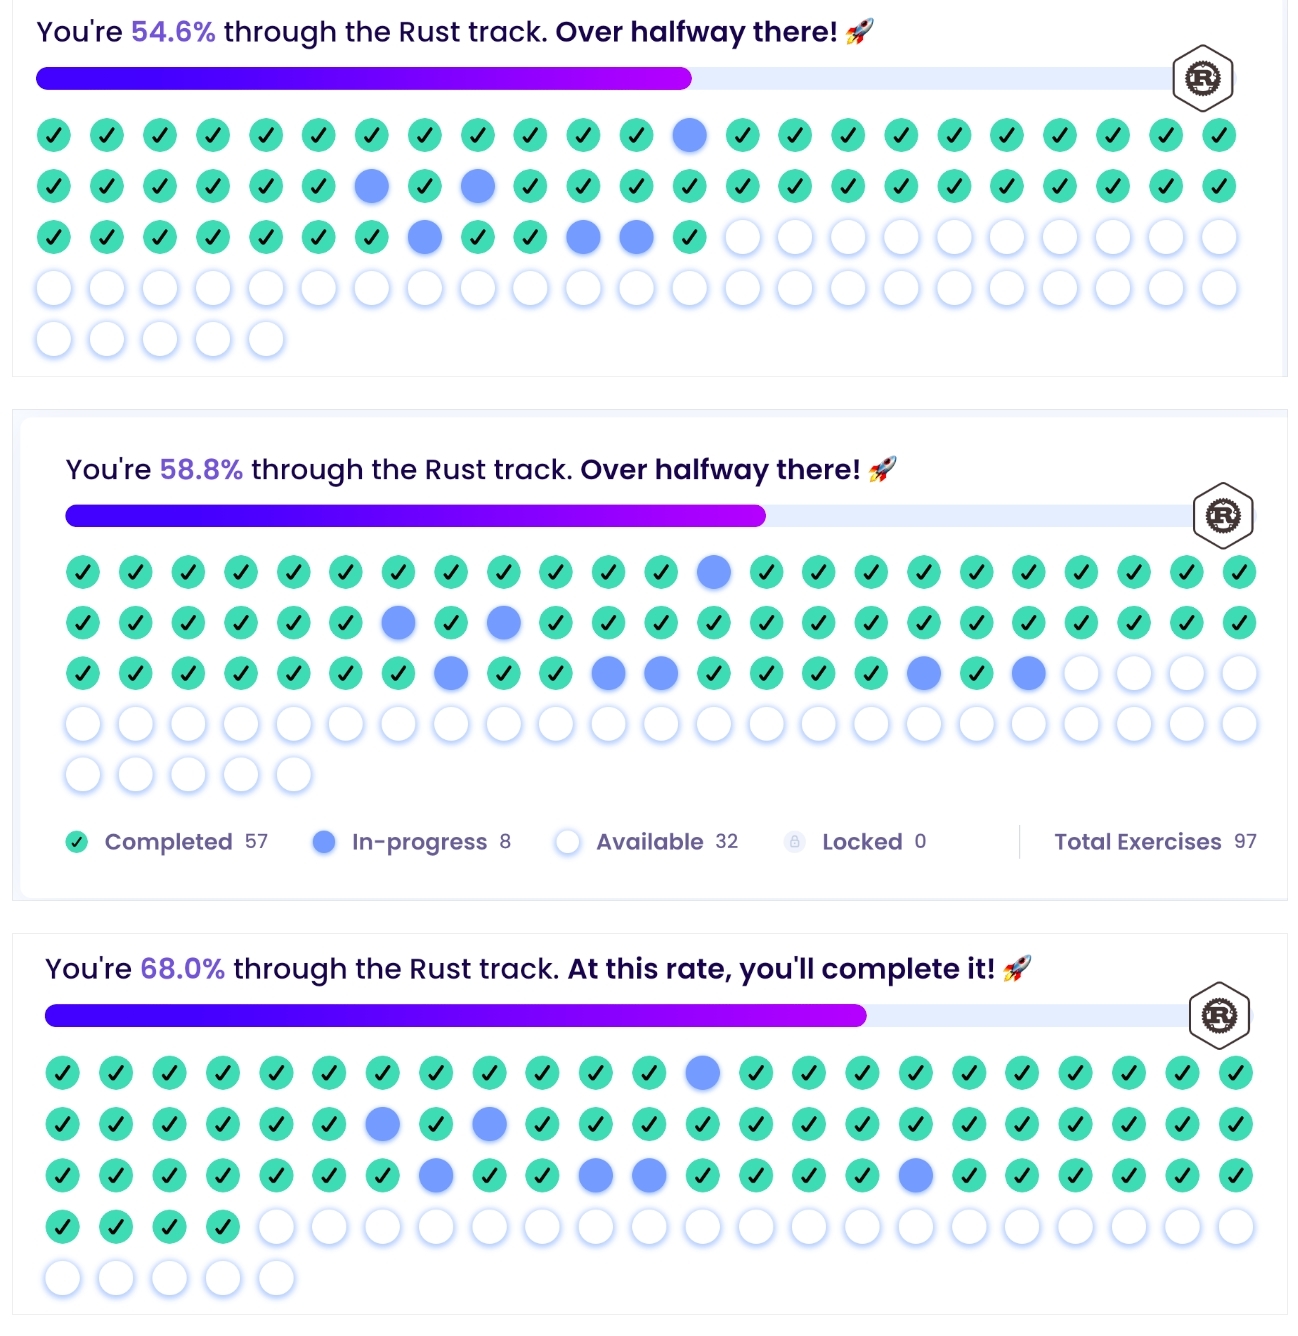 You're 54.6% through the Rust track. Over halfway there! 🚀
R
You're 58.8% through the Rust track. Over halfway there! 🚀
R
Completed 57 In-progress 8 Available 32 Locked 0 Total Exercises 97
You're 68.0% through the Rust track. At this rate, you'll complete it! 🚀
R